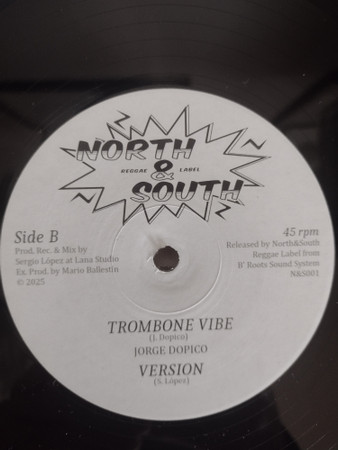 NORTH
REGGAE & LABEL
SOUTH
Side B
Prod, Rec. & Mix by
Sergio López at Lana Studio
Ex. Prod. by Mario Ballestin
© 2025
45 rpm
Released by North&South
Reggae Label from
B' Roots Sound System
N&S001
TROMBONE VIBE
(J. Dopico)
JORGE DOPICO
VERSION
(S. López)